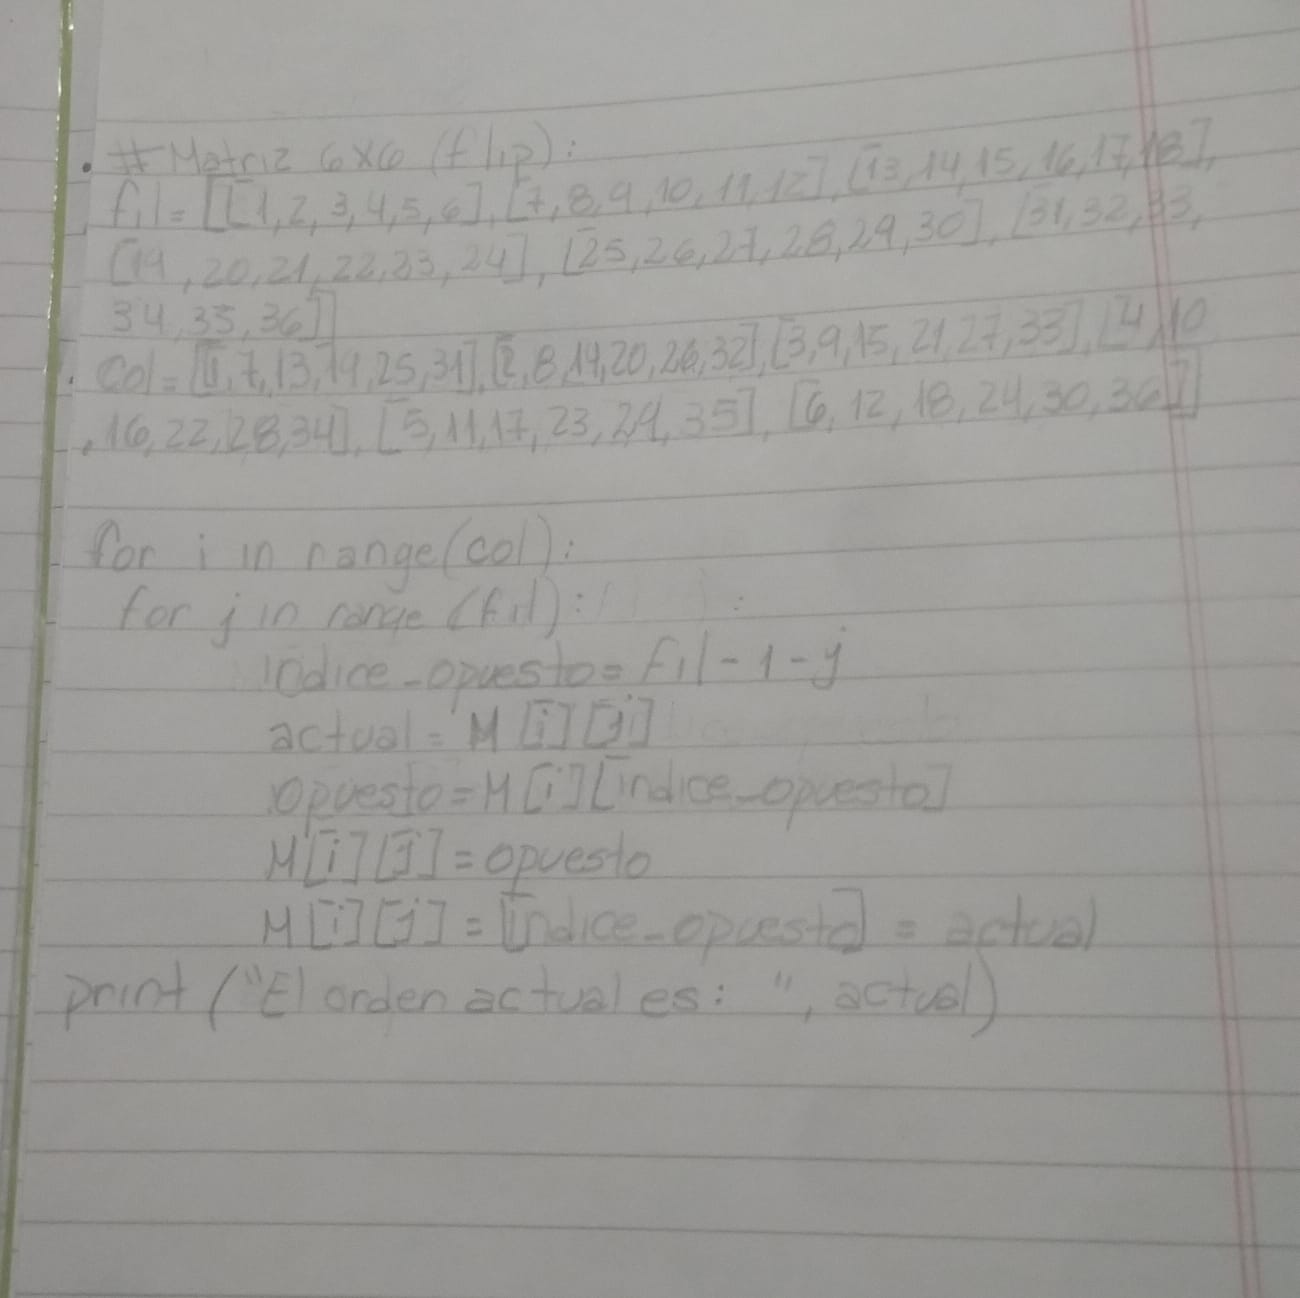 # Matriz 6x6 (flip):
fil= [[1,2,3,4,5,6], [7,8,9,10,11,12], [13,14,15,16,17,18],
[19,20,21,22,23,24], [25,26,27,28,29,30], [31,32,33,
34,35,36]]
Col= [[1,7,13,19,25,31],[2,8,14,20,26,32],[3,9,15,21,27,33],[4,10
,16,22,28,34],[5,11,17,23,29,35],[6,12,18,24,30,36]]
for i in range(col):
for j in range (fil):
indice_opuesto= fil-1-j
actual= M[i][j]
opuesto=M[i][indice_opuesto]
M[i][j]=opuesto
M[i][j]=[indice_opuesto] = actual
print ("El orden actual es: ", actual)